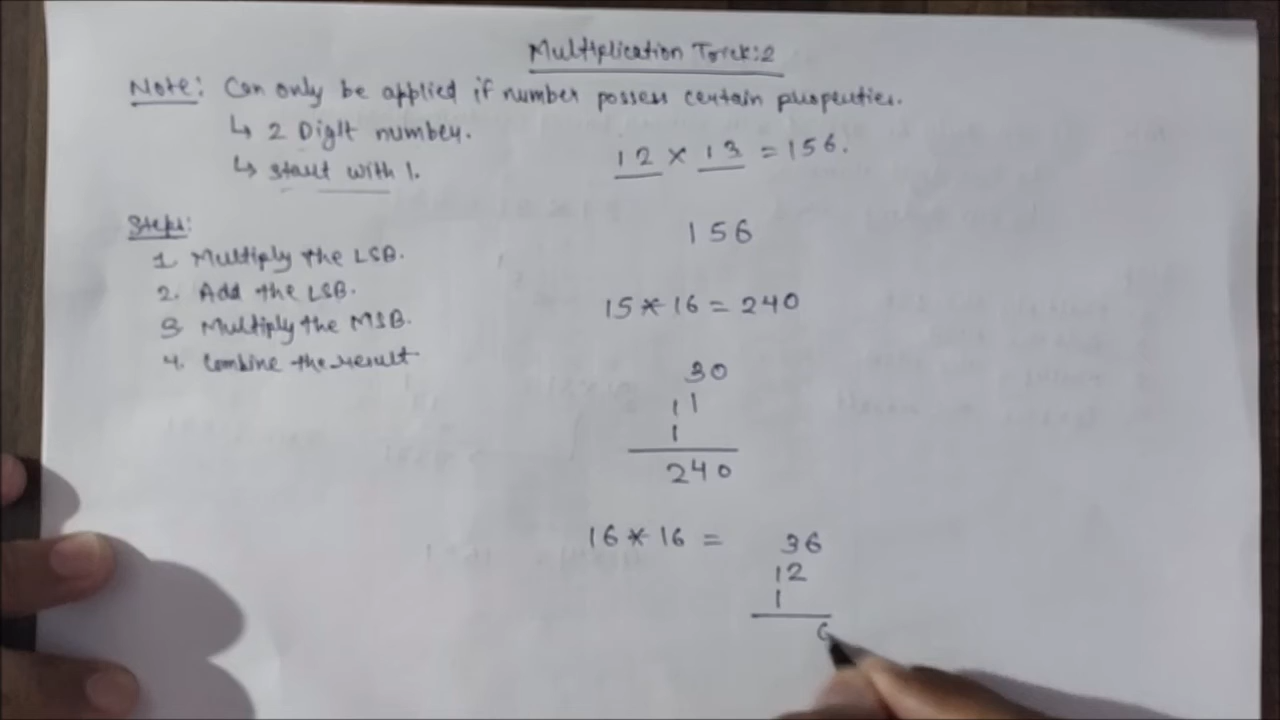 Multiplication Trick:2
Note: Can only be applied if number possess certain properties.
↳ 2 Digit number.
↳ start with 1.
12 × 13 = 156.
Steps:
1. Multiply the LSB.
2. Add the LSB.
3 Multiply the MSB.
4. Combine the result
156
15 * 16 = 240
30
11
1
240
16 * 16 =
36
12
1
6